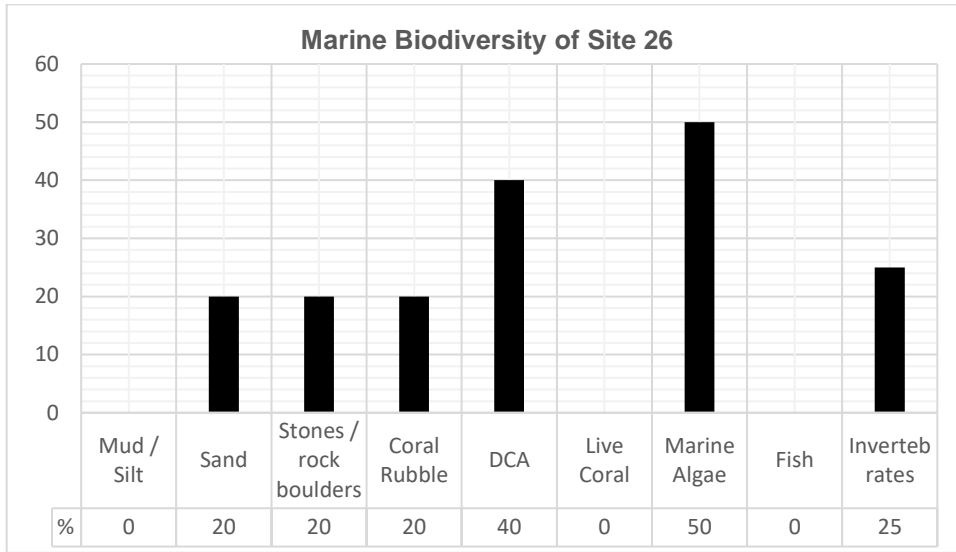 Marine Biodiversity of Site 26
60
50
40
30
20
10
0
Mud /
Silt
Sand
Stones /
rock
boulders
Coral
Rubble
DCA
Live
Coral
Marine
Algae
Fish
Inverteb
rates
% 0 20 20 20 40 0 50 0 25